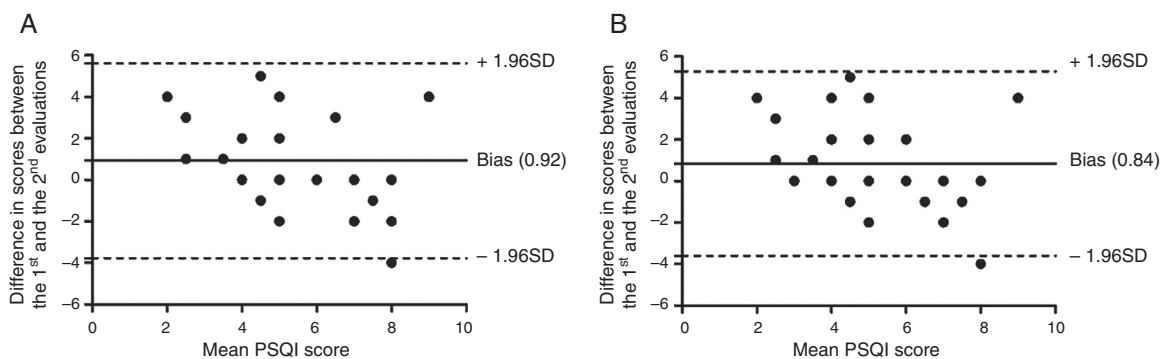 A
Difference in scores between
the 1st and the 2nd evaluations
6
4
2
0
–2
–4
–6
0 2 4 6 8 10
Mean PSQI score
+ 1.96SD
Bias (0.92)
– 1.96SD
B
Difference in scores between
the 1st and the 2nd evaluations
6
4
2
0
–2
–4
–6
0 2 4 6 8 10
Mean PSQI score
+ 1.96SD
Bias (0.84)
– 1.96SD